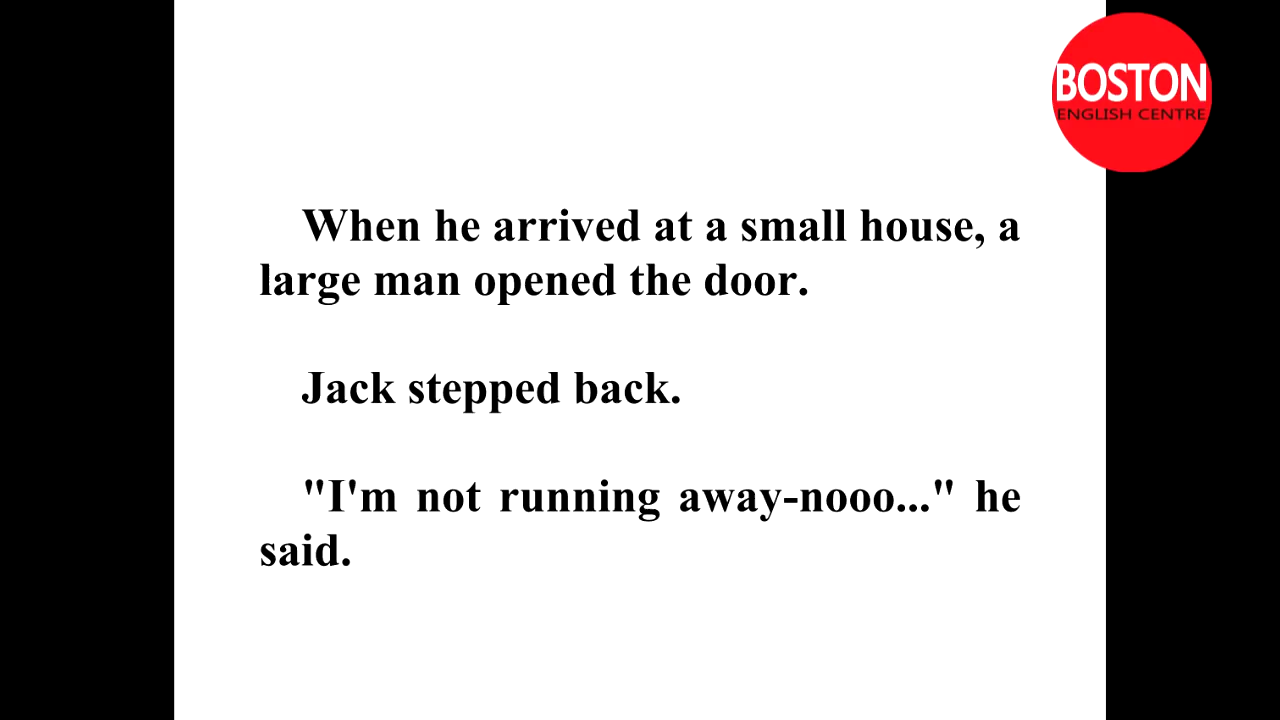 BOSTON
ENGLISH CENTRE
When he arrived at a small house, a
large man opened the door.
Jack stepped back.
"I'm not running away-nooo..." he
said.